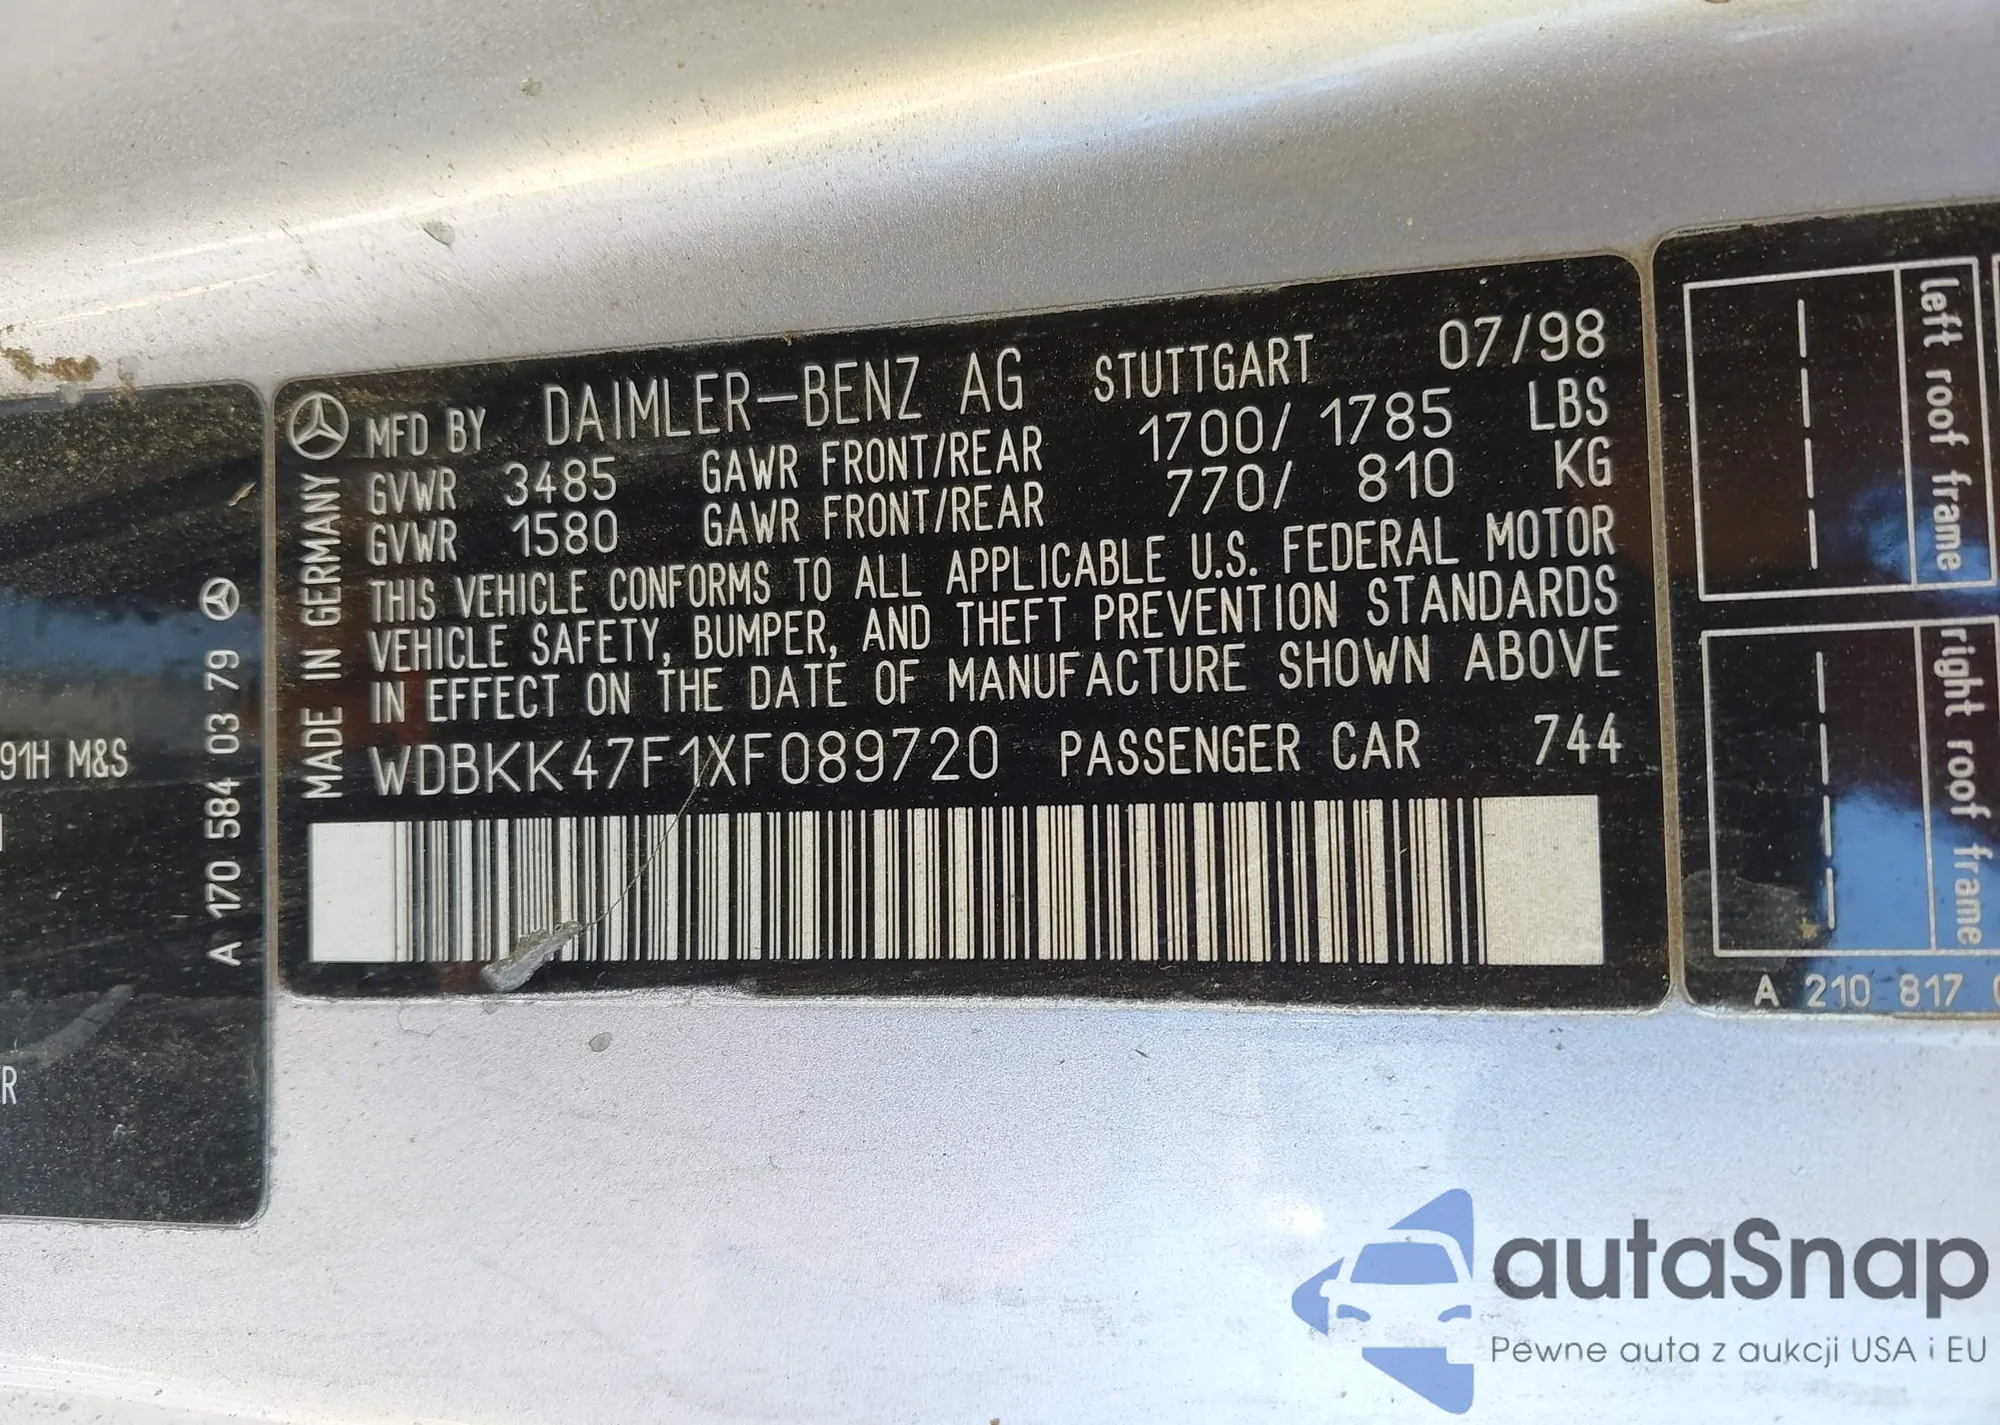 MFD BY DAIMLER-BENZ AG STUTTGART 07/98
GVWR 3485 GAWR FRONT/REAR 1700/ 1785 LBS
GVWR 1580 GAWR FRONT/REAR 770/ 810 KG
THIS VEHICLE CONFORMS TO ALL APPLICABLE U.S. FEDERAL MOTOR
VEHICLE SAFETY, BUMPER, AND THEFT PREVENTION STANDARDS
IN EFFECT ON THE DATE OF MANUFACTURE SHOWN ABOVE
WDBKK47F1XF089720 PASSENGER CAR 744
MADE IN GERMANY
A 170 584 03 79
91H M&S
R
left roof frame
right roof frame
A 210 817
autaSnap
Pewne auta z aukcji USA i EU